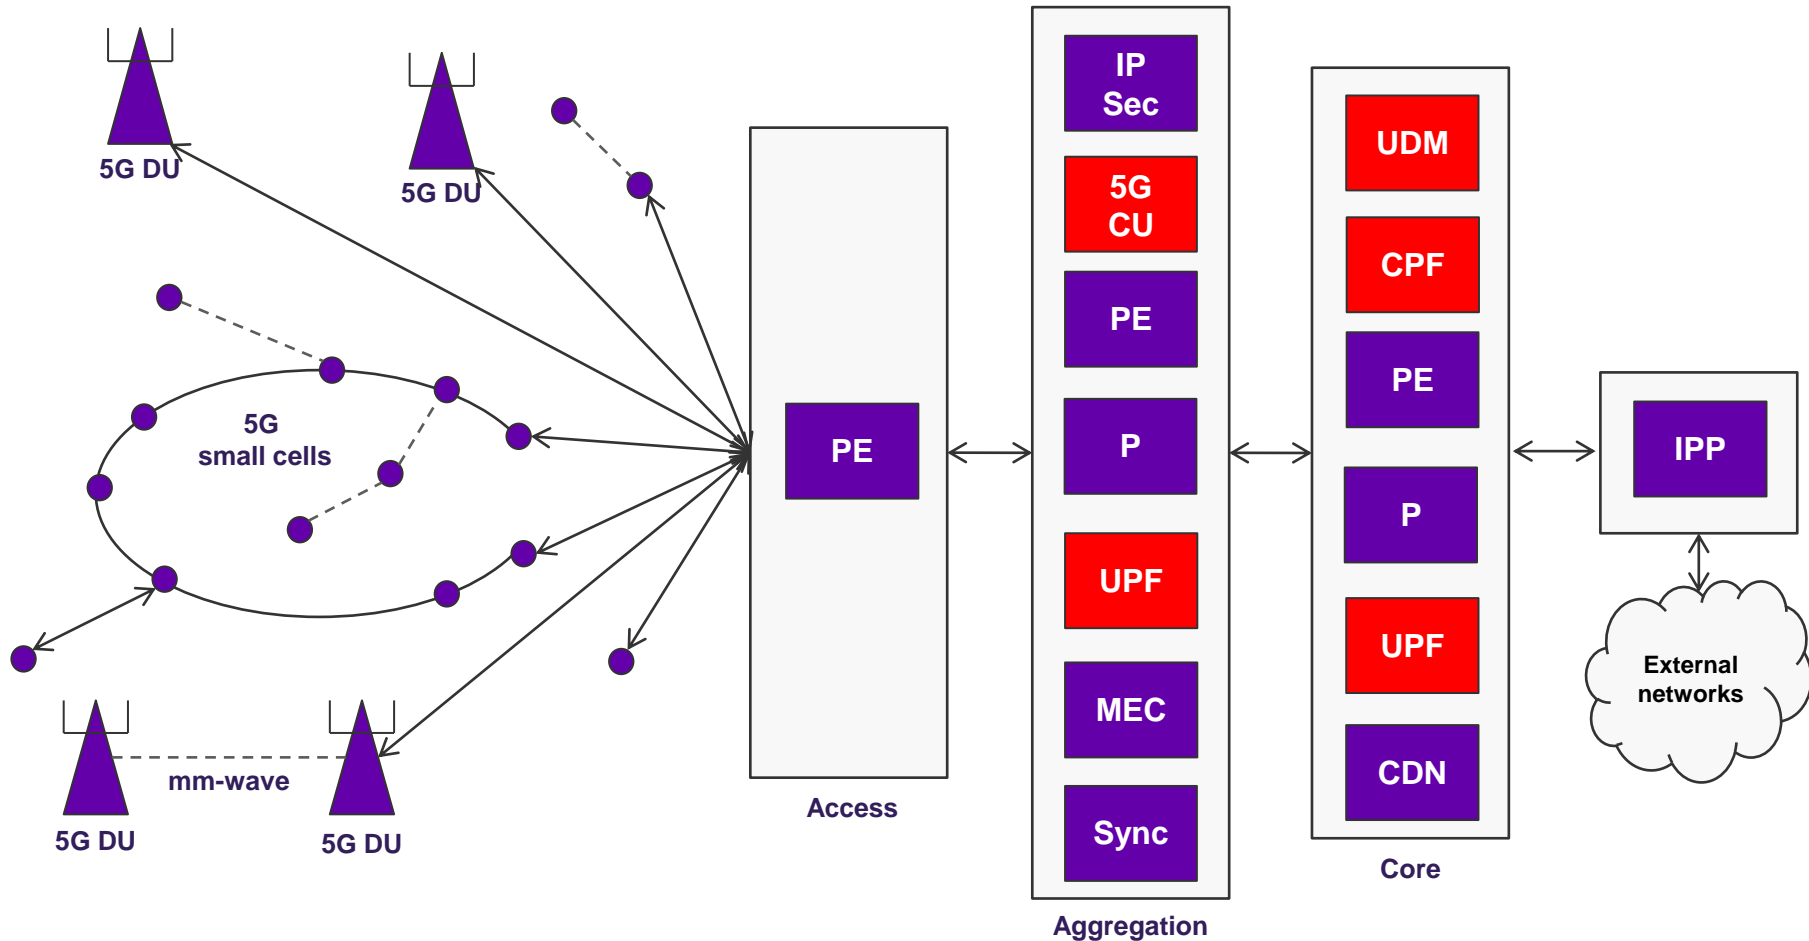 5G DU
5G DU
5G
small cells
mm-wave
5G DU
5G DU
PE
Access
IP
Sec
5G
CU
PE
P
UPF
MEC
Sync
Aggregation
UDM
CPF
PE
P
UPF
CDN
Core
IPP
External
networks